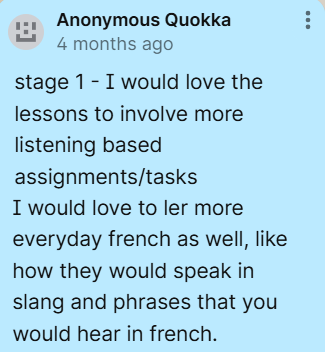 Anonymous Quokka
4 months ago
stage 1 - I would love the
lessons to involve more
listening based
assignments/tasks
I would love to ler more
everyday french as well, like
how they would speak in
slang and phrases that you
would hear in french.